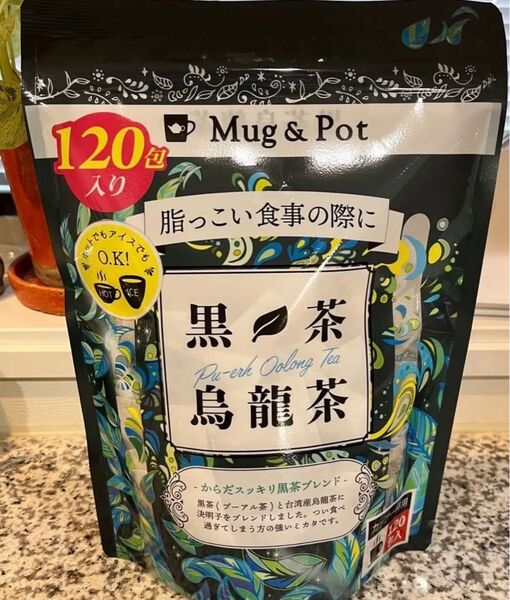 Mug & Pot
120包
入り
脂っこい食事の際に
ホットでもアイスでも
O.K!
HOT ICE
黒茶
Pu-erh Oolong Tea
烏龍茶
- からだスッキリ黒茶ブレンド -
黒茶(プーアル茶)と台湾産烏龍茶に
決明子をブレンドしました。つい食べ
過ぎてしまう方の強いミカタです。
120
包入